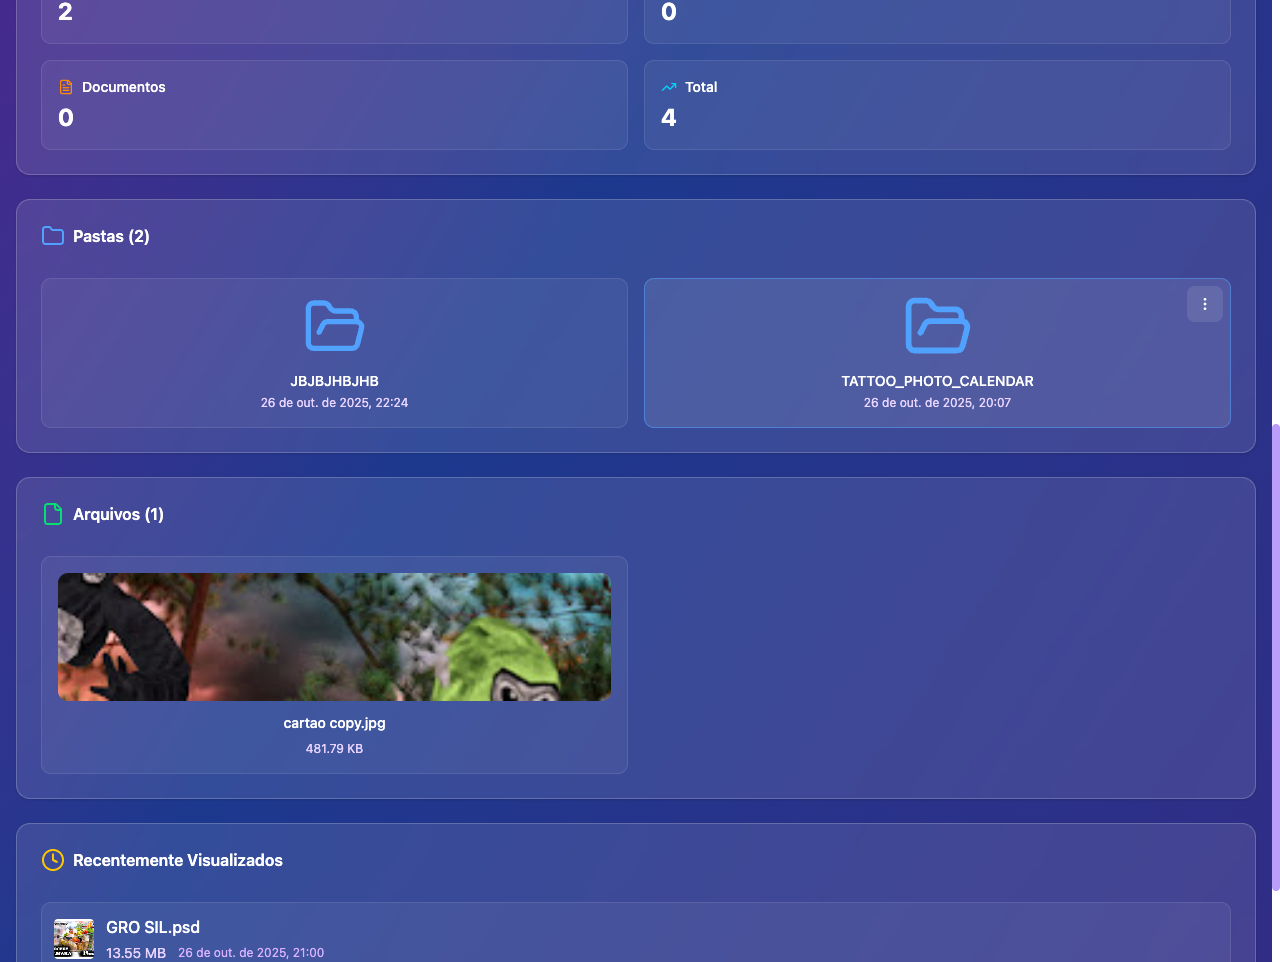 2
0
Documentos
0
Total
4
Pastas (2)
JBJBJHBJHB
26 de out. de 2025, 22:24
TATTOO_PHOTO_CALENDAR
26 de out. de 2025, 20:07
Arquivos (1)
cartao copy.jpg
481.79 KB
Recentemente Visualizados
GRO SIL.psd
13.55 MB 26 de out. de 2025, 21:00